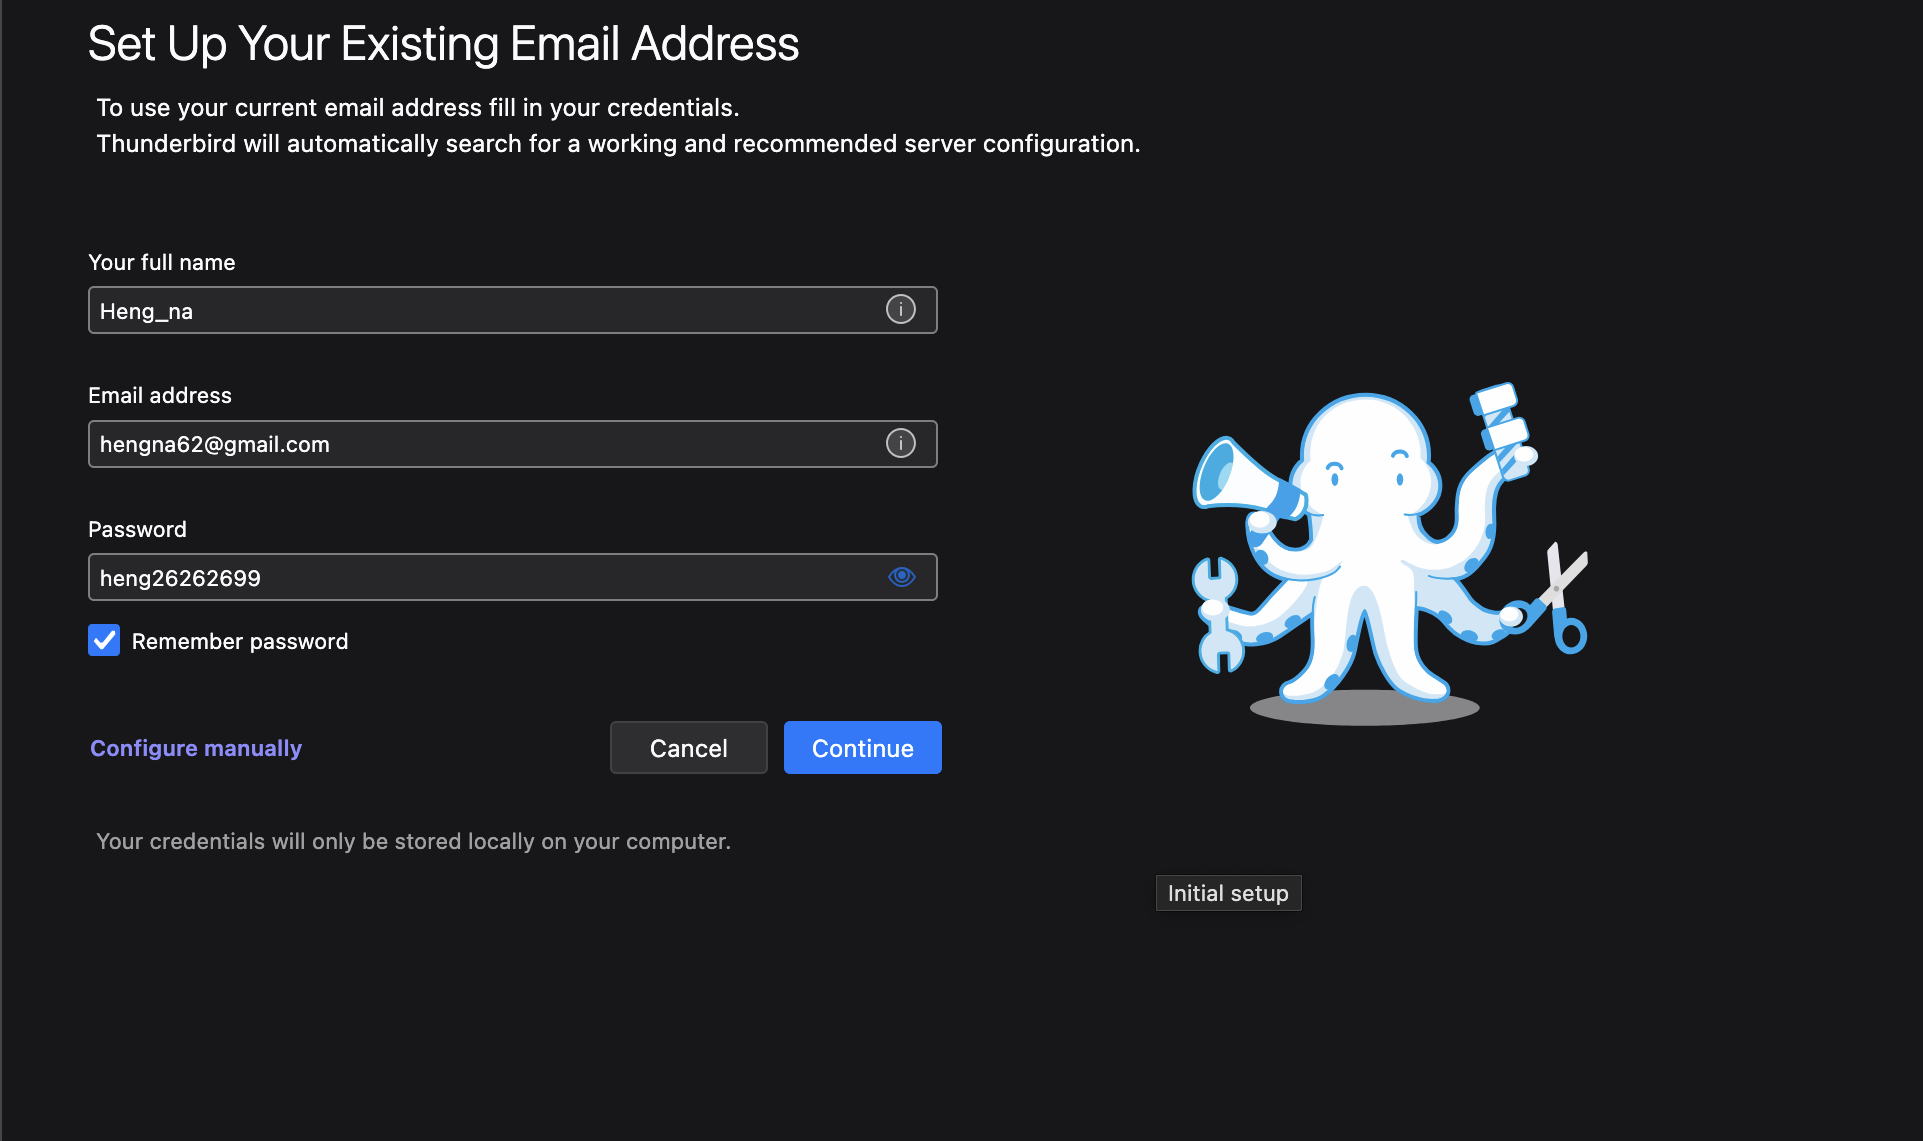 Set Up Your Existing Email Address
To use your current email address fill in your credentials.
Thunderbird will automatically search for a working and recommended server configuration.
Your full name
Heng_na
Email address
hengna62@gmail.com
Password
heng26262699
Remember password
Configure manually
Cancel
Continue
Your credentials will only be stored locally on your computer.
Initial setup